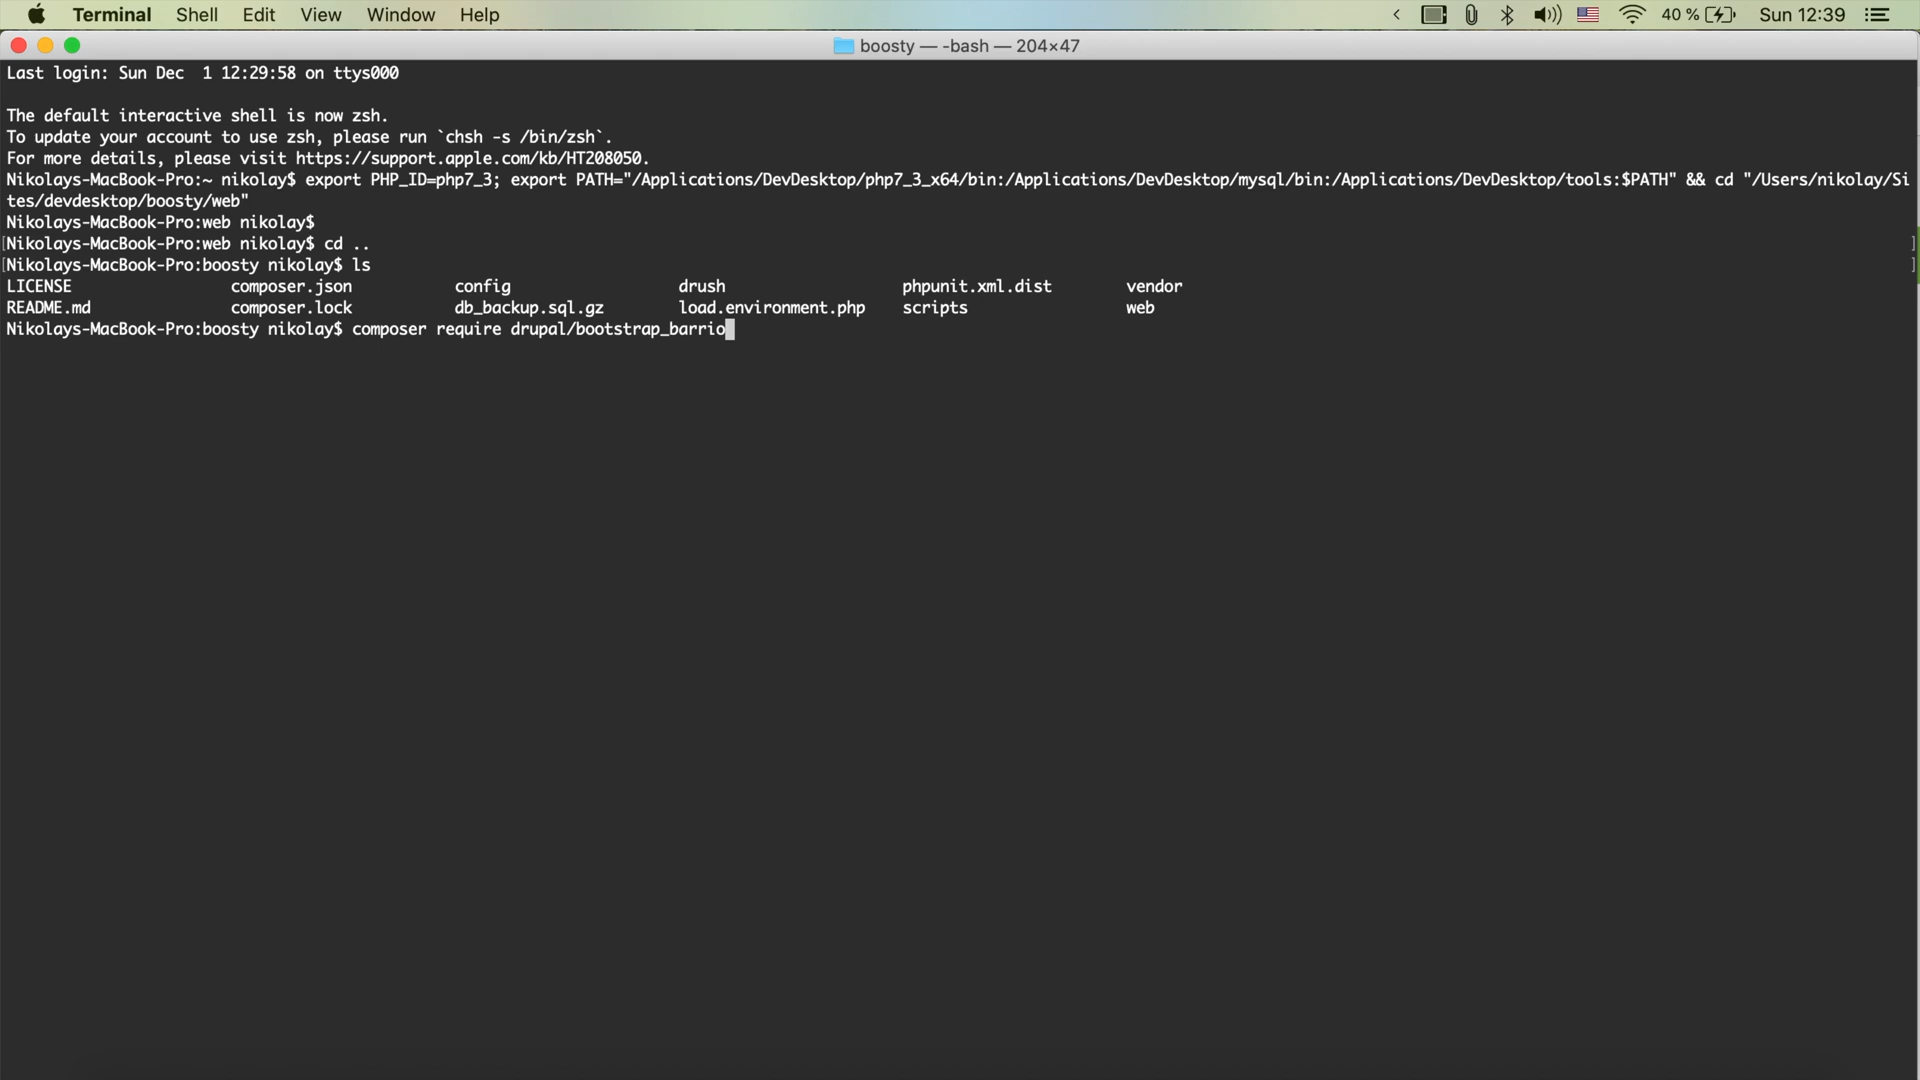 Terminal Shell Edit View Window Help 40 % Sun 12:39
boosty — -bash — 204×47
Last login: Sun Dec  1 12:29:58 on ttys000
The default interactive shell is now zsh.
To update your account to use zsh, please run `chsh -s /bin/zsh`.
For more details, please visit https://support.apple.com/kb/HT208050.
Nikolays-MacBook-Pro:~ nikolay$ export PHP_ID=php7_3; export PATH="/Applications/DevDesktop/php7_3_x64/bin:/Applications/DevDesktop/mysql/bin:/Applications/DevDesktop/tools:$PATH" && cd "/Users/nikolay/Si
tes/devdesktop/boosty/web"
Nikolays-MacBook-Pro:web nikolay$
[Nikolays-MacBook-Pro:web nikolay$ cd .. ]
[Nikolays-MacBook-Pro:boosty nikolay$ ls ]
LICENSE composer.json config drush phpunit.xml.dist vendor
README.md composer.lock db_backup.sql.gz load.environment.php scripts web
Nikolays-MacBook-Pro:boosty nikolay$ composer require drupal/bootstrap_barrio